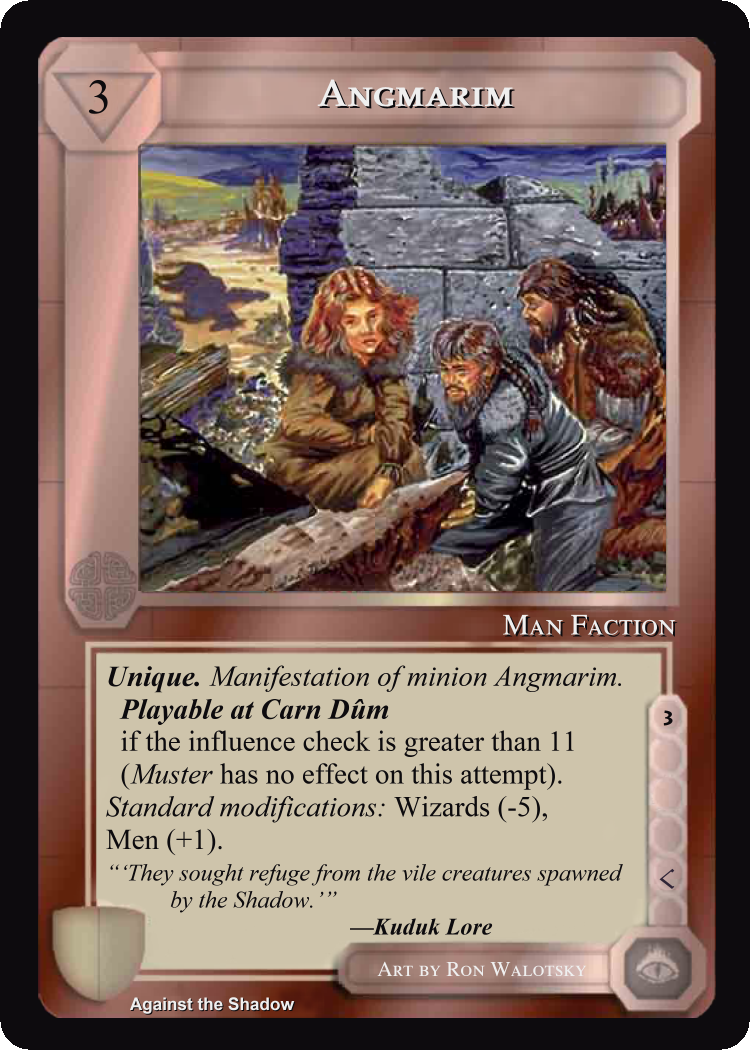 3
ANGMARIM
MAN FACTION
Unique. Manifestation of minion Angmarim.
Playable at Carn Dûm
if the influence check is greater than 11
(Muster has no effect on this attempt).
Standard modifications: Wizards (-5),
Men (+1).
“‘They sought refuge from the vile creatures spawned
by the Shadow.’”
—Kuduk Lore
3
<
ART BY RON WALOTSKY
Against the Shadow